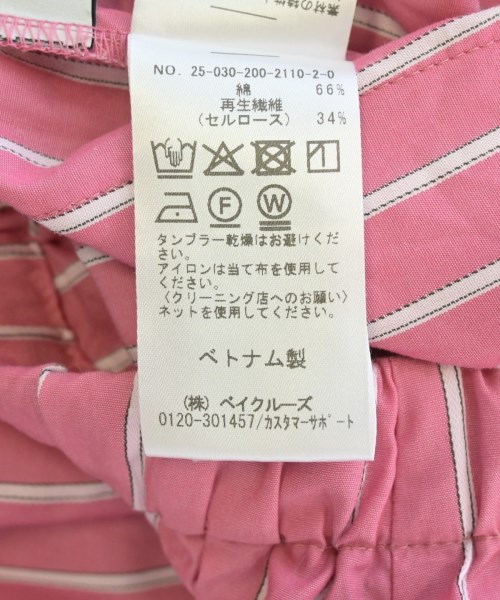 素材の特性
NO. 25-030-200-2110-2-0
綿 66%
再生繊維
(セルロース) 34%
F W
タンブラー乾燥はお避けくだ
さい。
アイロンは当て布を使用して
ください。
〈クリーニング店へのお願い〉
ネットを使用してください。
ベトナム製
(株) ベイクルーズ
0120-301457/カスタマーサポート